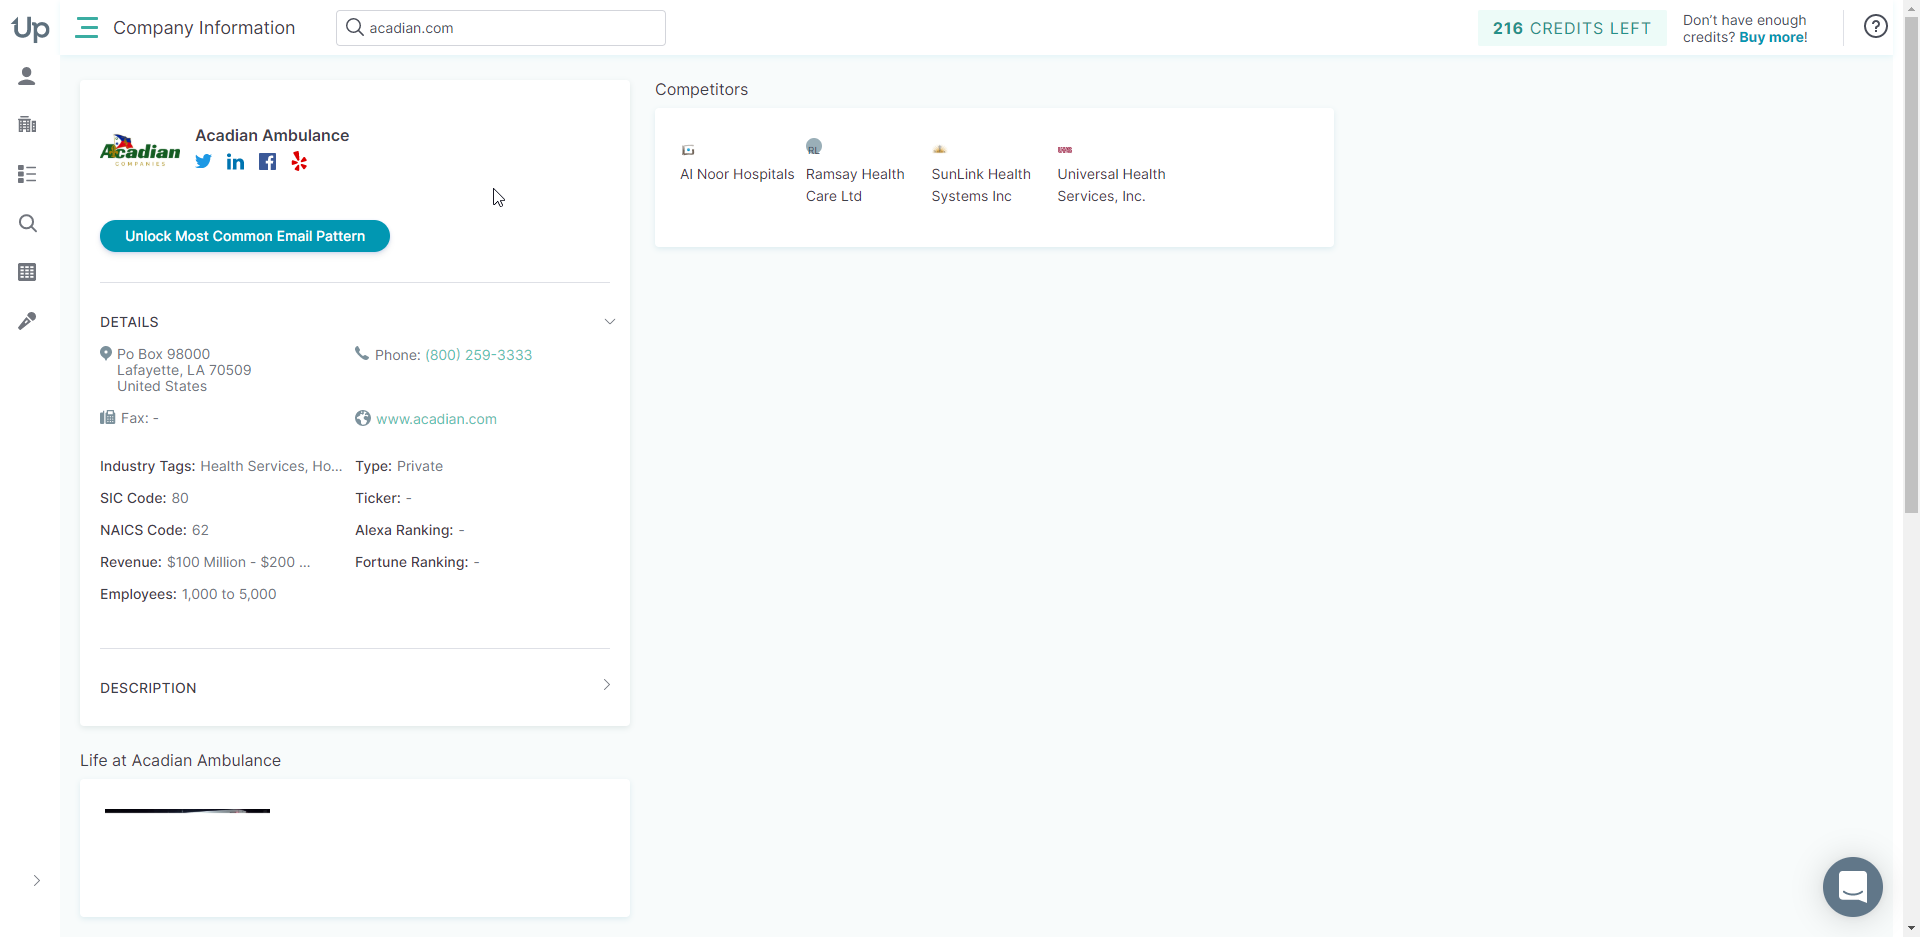 Up
Company Information
acadian.com
216 CREDITS LEFT
Don't have enough
credits? Buy more!
?
Acadian
COMPANIES
Acadian Ambulance
Unlock Most Common Email Pattern
DETAILS
Po Box 98000
Lafayette, LA 70509
United States
Phone: (800) 259-3333
Fax: -
www.acadian.com
Industry Tags: Health Services, Ho...
Type: Private
SIC Code: 80
Ticker: -
NAICS Code: 62
Alexa Ranking: -
Revenue: $100 Million - $200 ...
Fortune Ranking: -
Employees: 1,000 to 5,000
DESCRIPTION
Life at Acadian Ambulance
Competitors
Al Noor Hospitals
RL
Ramsay Health
Care Ltd
SunLink Health
Systems Inc
Universal Health
Services, Inc.